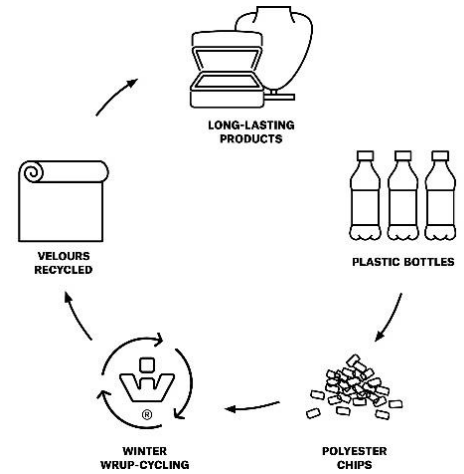 LONG-LASTING
PRODUCTS
PLASTIC BOTTLES
POLYESTER
CHIPS
®
WINTER
WRUP-CYCLING
VELOURS
RECYCLED